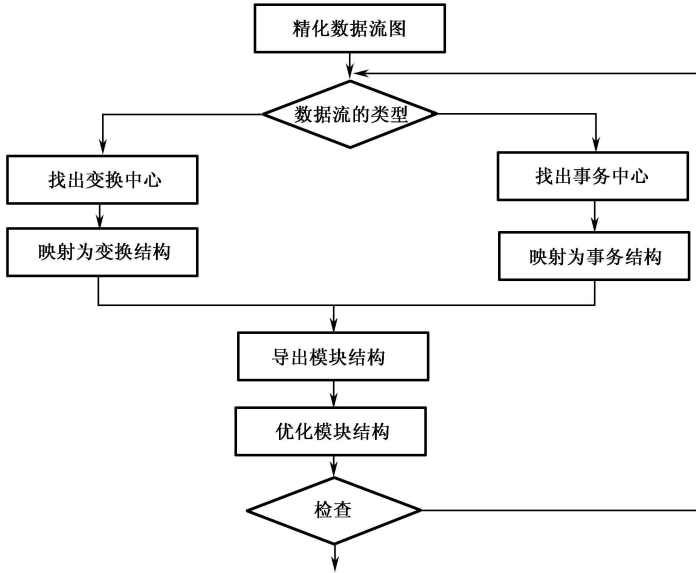 精化数据流图
数据流的类型
找出变换中心
找出事务中心
映射为变换结构
映射为事务结构
导出模块结构
优化模块结构
检查